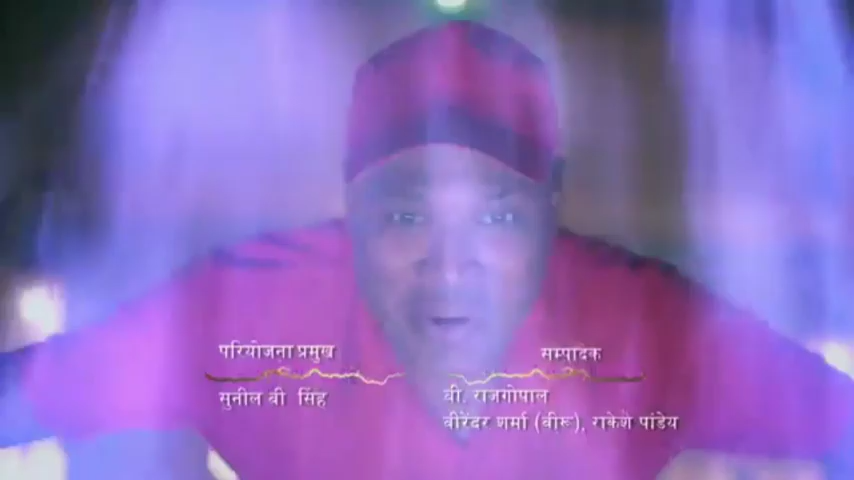 परियोजना प्रमुख
सुनील बी सिंह
सम्पादक
वी. राजगोपाल
वीरेंदर शर्मा (वीरू), राकेश पांडेय